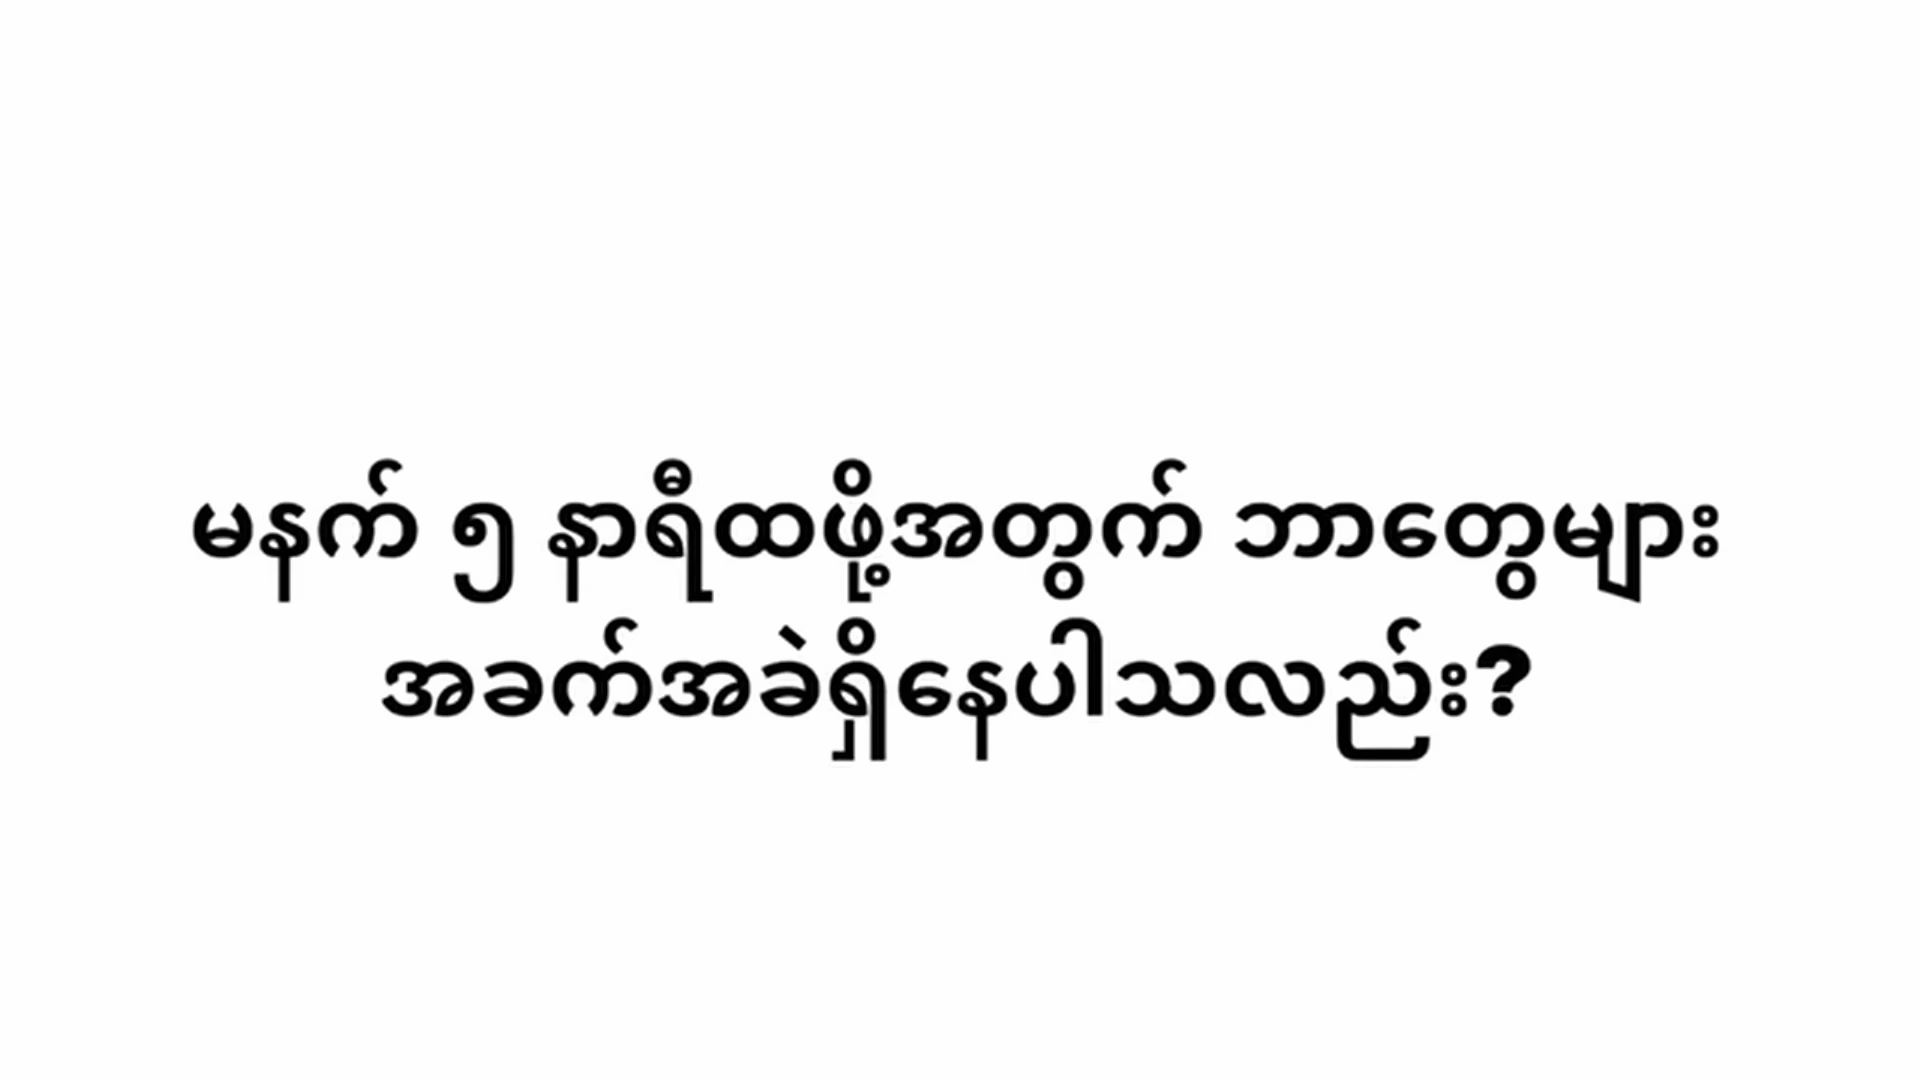 မနက် ၅ နာရီထဖို့အတွက် ဘာတွေများ
အခက်အခဲရှိနေပါသလည်း?